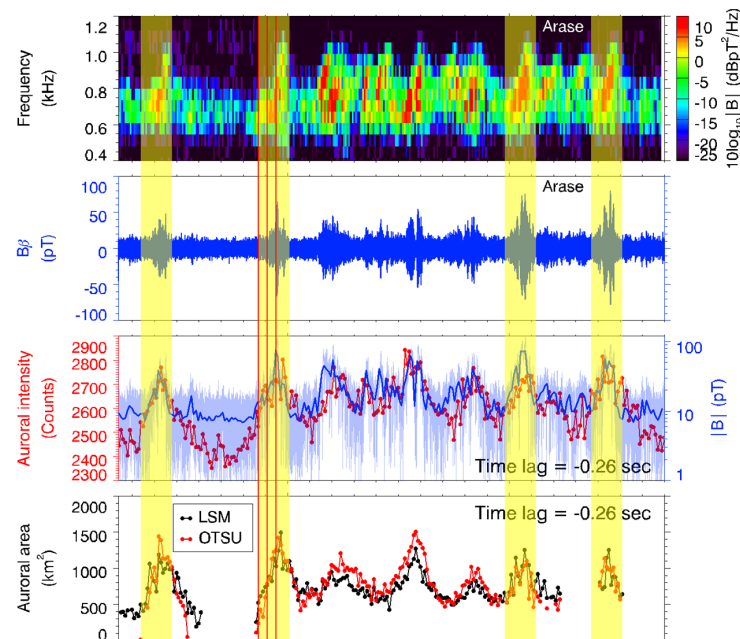 1.2
1.0
0.8
0.6
0.4
Frequency
(kHz)
Arase
10
5
0
-5
-10
-15
-20
-25
10log₁₀|B| (dBpT²/Hz)
100
50
0
-50
-100
Bβ
(pT)
Arase
2900
2800
2700
2600
2500
2400
2300
Auroral intensity
(Counts)
Time lag = -0.26 sec
100
10
1
|B| (pT)
2000
1500
1000
500
0
Auroral area
(km²)
LSM
OTSU
Time lag = -0.26 sec